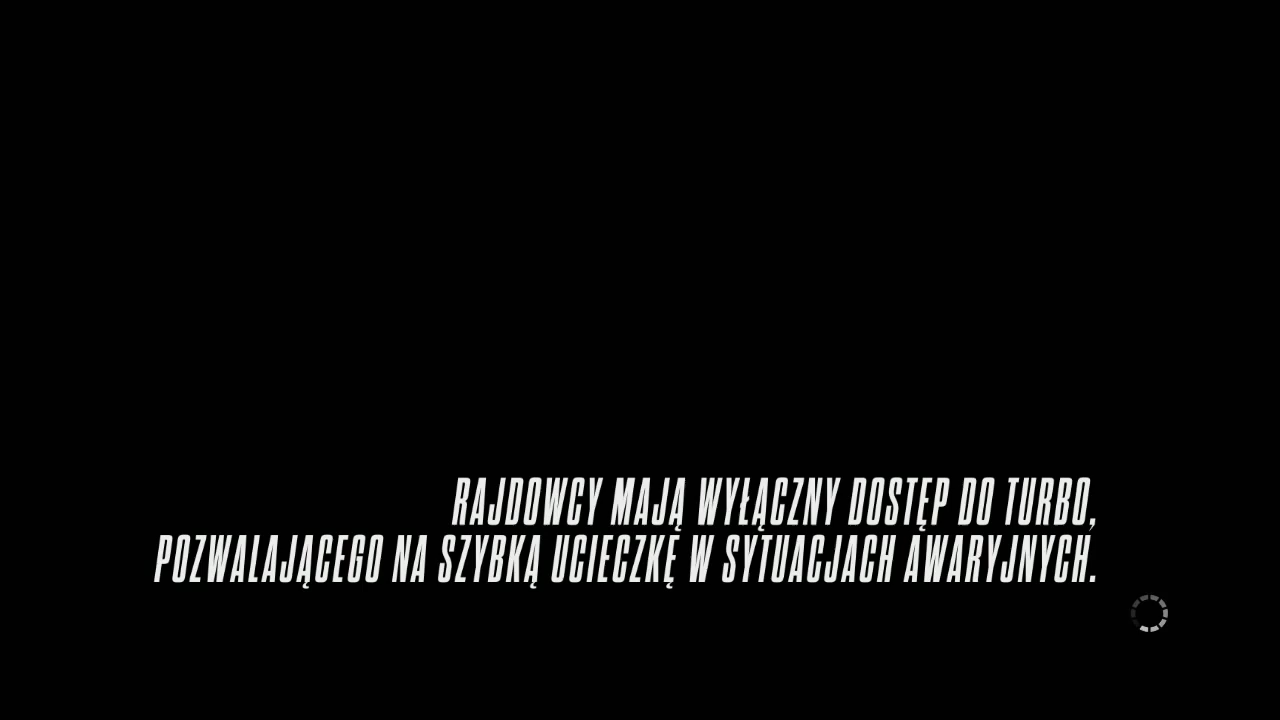 RAJDOWCY MAJĄ WYŁĄCZNY DOSTĘP DO TURBO,
POZWALAJĄCEGO NA SZYBKĄ UCIECZKĘ W SYTUACJACH AWARYJNYCH.